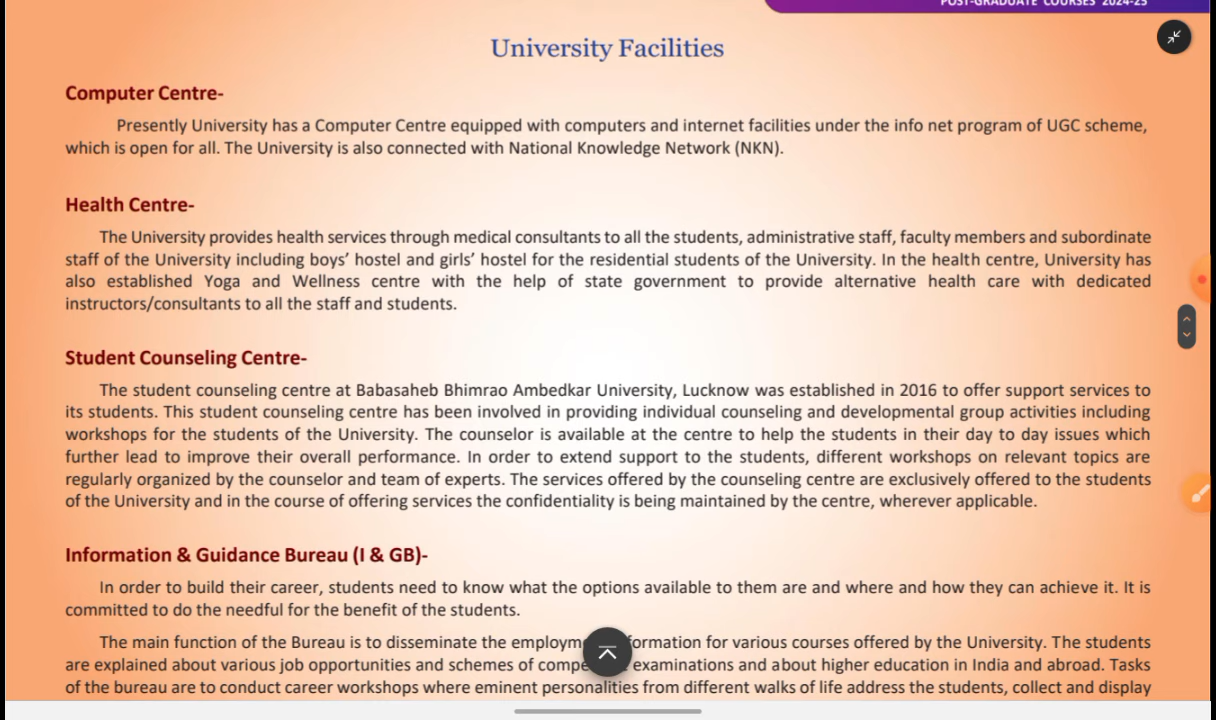 POST-GRADUATE COURSES 2024-25
University Facilities
Computer Centre-
Presently University has a Computer Centre equipped with computers and internet facilities under the info net program of UGC scheme,
which is open for all. The University is also connected with National Knowledge Network (NKN).
Health Centre-
The University provides health services through medical consultants to all the students, administrative staff, faculty members and subordinate
staff of the University including boys’ hostel and girls’ hostel for the residential students of the University. In the health centre, University has
also established Yoga and Wellness centre with the help of state government to provide alternative health care with dedicated
instructors/consultants to all the staff and students.
Student Counseling Centre-
The student counseling centre at Babasaheb Bhimrao Ambedkar University, Lucknow was established in 2016 to offer support services to
its students. This student counseling centre has been involved in providing individual counseling and developmental group activities including
workshops for the students of the University. The counselor is available at the centre to help the students in their day to day issues which
further lead to improve their overall performance. In order to extend support to the students, different workshops on relevant topics are
regularly organized by the counselor and team of experts. The services offered by the counseling centre are exclusively offered to the students
of the University and in the course of offering services the confidentiality is being maintained by the centre, wherever applicable.
Information & Guidance Bureau (I & GB)-
In order to build their career, students need to know what the options available to them are and where and how they can achieve it. It is
committed to do the needful for the benefit of the students.
The main function of the Bureau is to disseminate the for various courses offered by the University. The students
are explained about various job opportunities and schemes of examinations and about higher education in India and abroad. Tasks
of the bureau are to conduct career workshops where eminent personalities from different walks of life address the students, collect and display